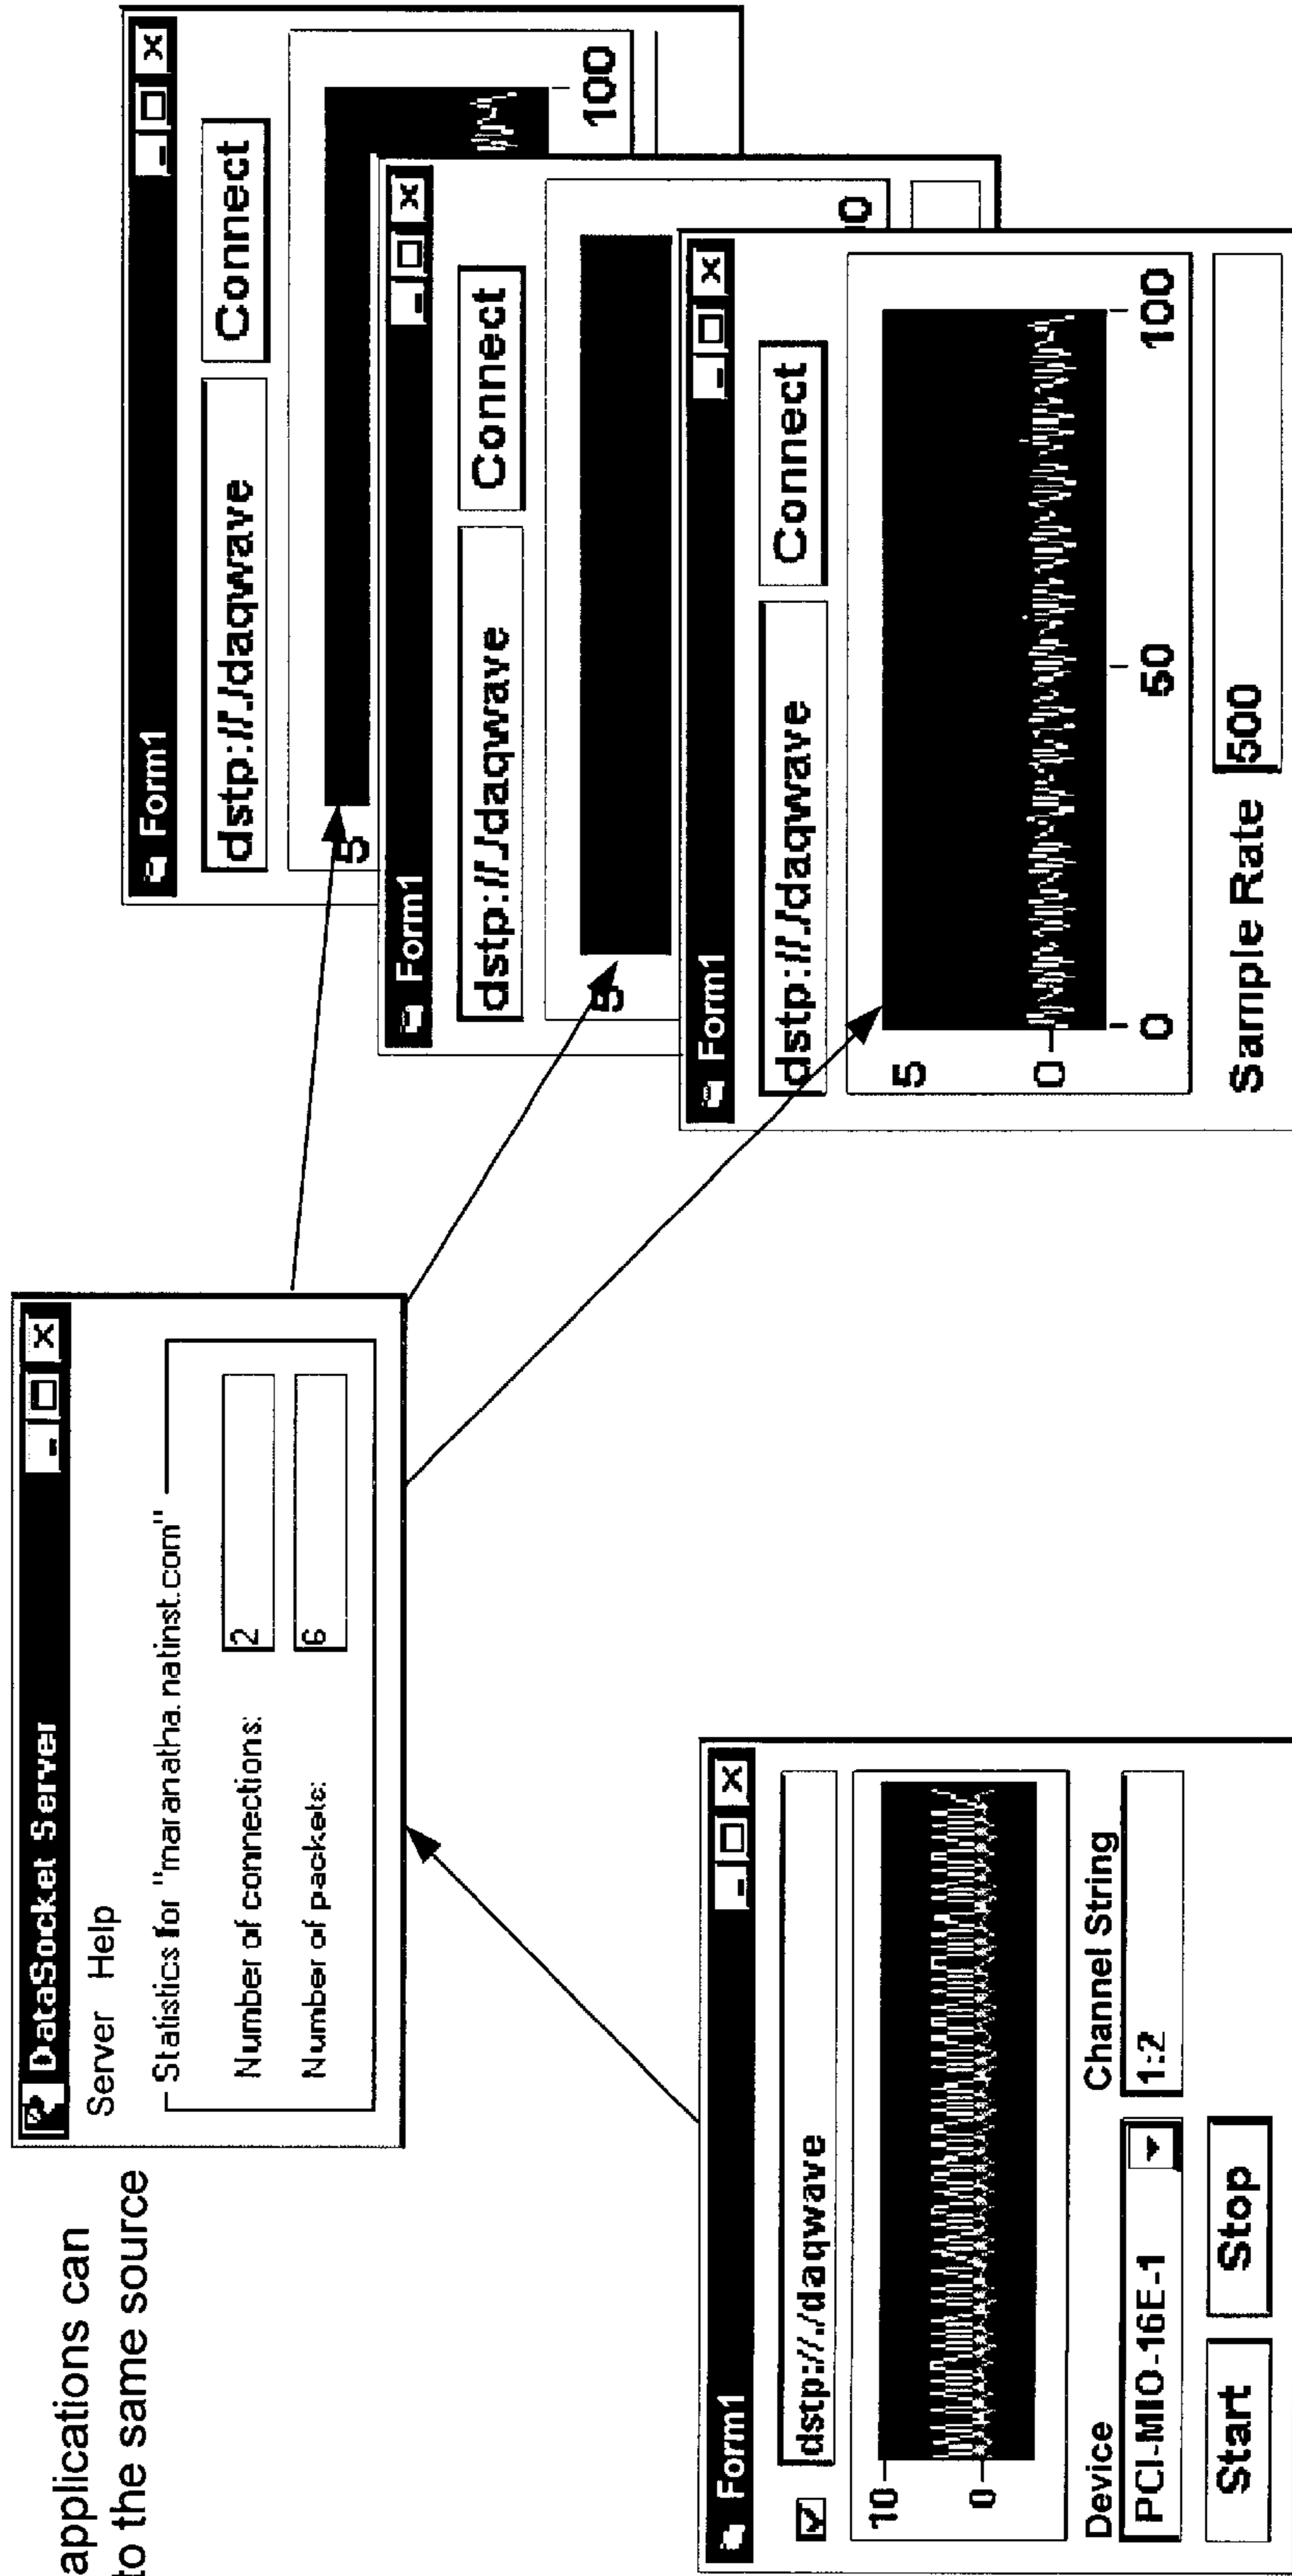 applications can
to the same source
DataSocket Server
Server Help
Statistics for "maranatha.natinst.com"
Number of connections: 2
Number of packets: 6
Form1
dstp://./daqwave
10
0
Device
Channel String
PCI-MIO-16E-1
1:2
Start
Stop
Form1
dstp://./daqwave
Connect
5
100
Form1
dstp://./daqwave
Connect
5
Form1
dstp://./daqwave
Connect
5
0
0
50
100
Sample Rate
500